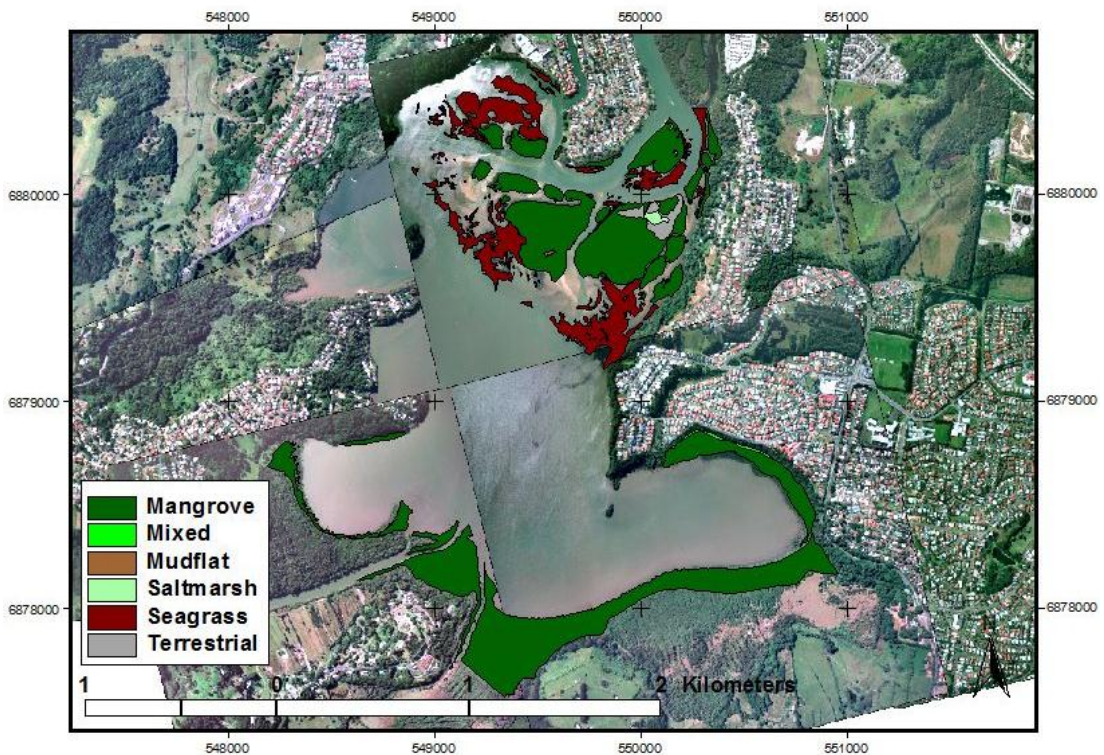 548000 549000 550000 551000
6880000 6880000
6879000 6879000
6878000 6878000
Mangrove
Mixed
Mudflat
Saltmarsh
Seagrass
Terrestrial
1 0 1 2 Kilometers
548000 549000 550000 551000